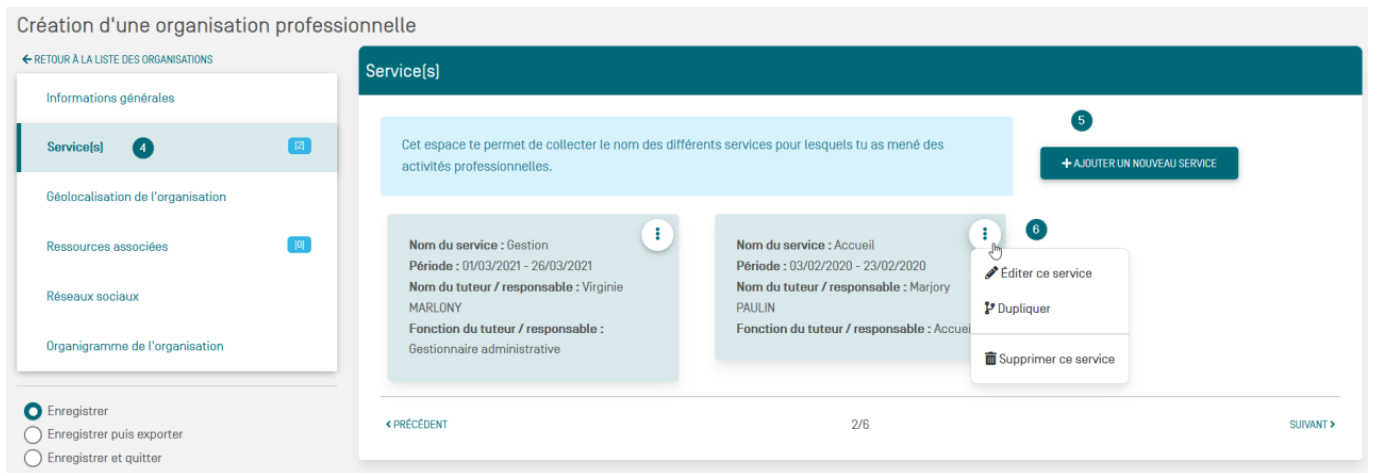 Création d'une organisation professionnelle
RETOUR À LA LISTE DES ORGANISATIONS
Informations générales
Service(s) 4 [2]
Géolocalisation de l'organisation
Ressources associées [0]
Réseaux sociaux
Organigramme de l'organisation
Enregistrer
Enregistrer puis exporter
Enregistrer et quitter
Service(s)
Cet espace te permet de collecter le nom des différents services pour lesquels tu as mené des
activités professionnelles.
5
+ AJOUTER UN NOUVEAU SERVICE
Nom du service : Gestion
Période : 01/03/2021 - 26/03/2021
Nom du tuteur / responsable : Virginie
MARLONY
Fonction du tuteur / responsable :
Gestionnaire administrative
Nom du service : Accueil
Période : 03/02/2020 - 23/02/2020
Nom du tuteur / responsable : Marjory
PAULIN
Fonction du tuteur / responsable : Accuei
6
Éditer ce service
Dupliquer
Supprimer ce service
PRÉCÉDENT
2/6
SUIVANT